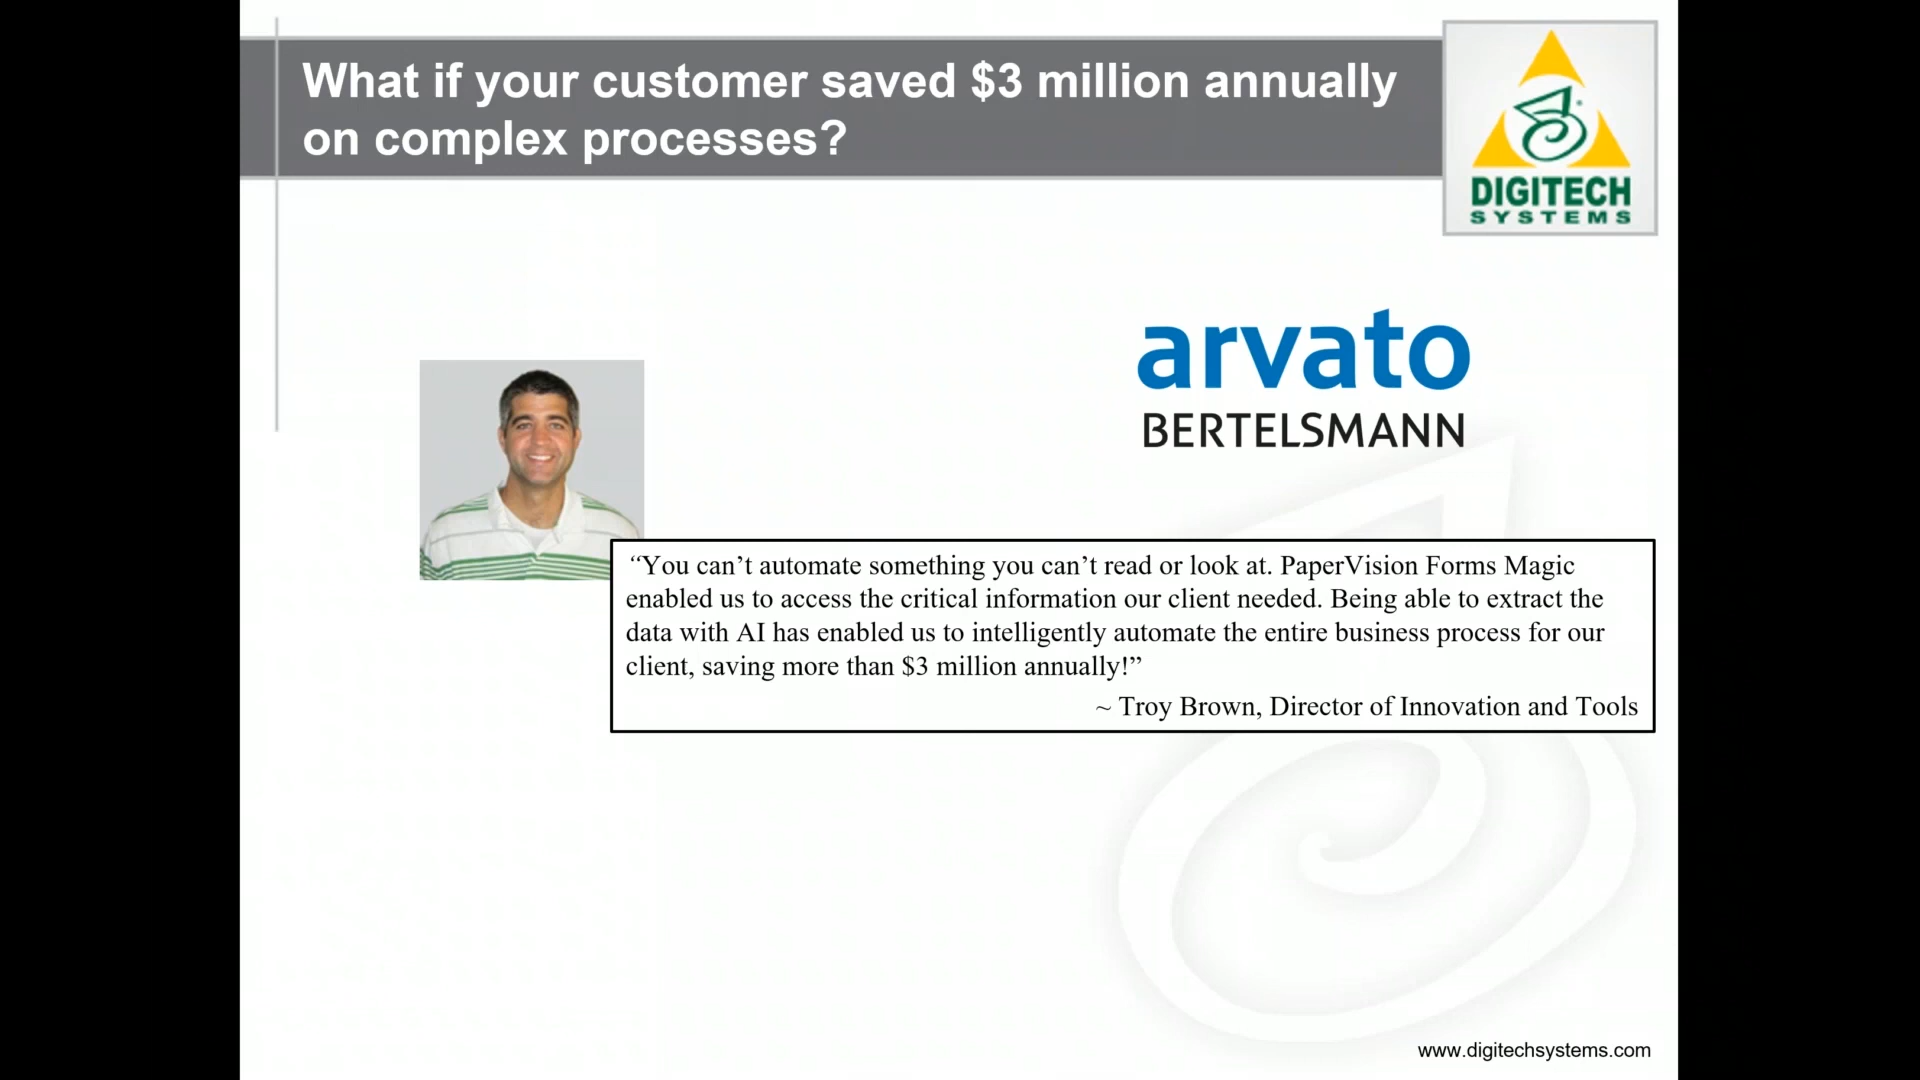 What if your customer saved $3 million annually
on complex processes?
DIGITECH
SYSTEMS
arvato
BERTELSMANN
“You can’t automate something you can’t read or look at. PaperVision Forms Magic
enabled us to access the critical information our client needed. Being able to extract the
data with AI has enabled us to intelligently automate the entire business process for our
client, saving more than $3 million annually!”
~ Troy Brown, Director of Innovation and Tools
www.digitechsystems.com